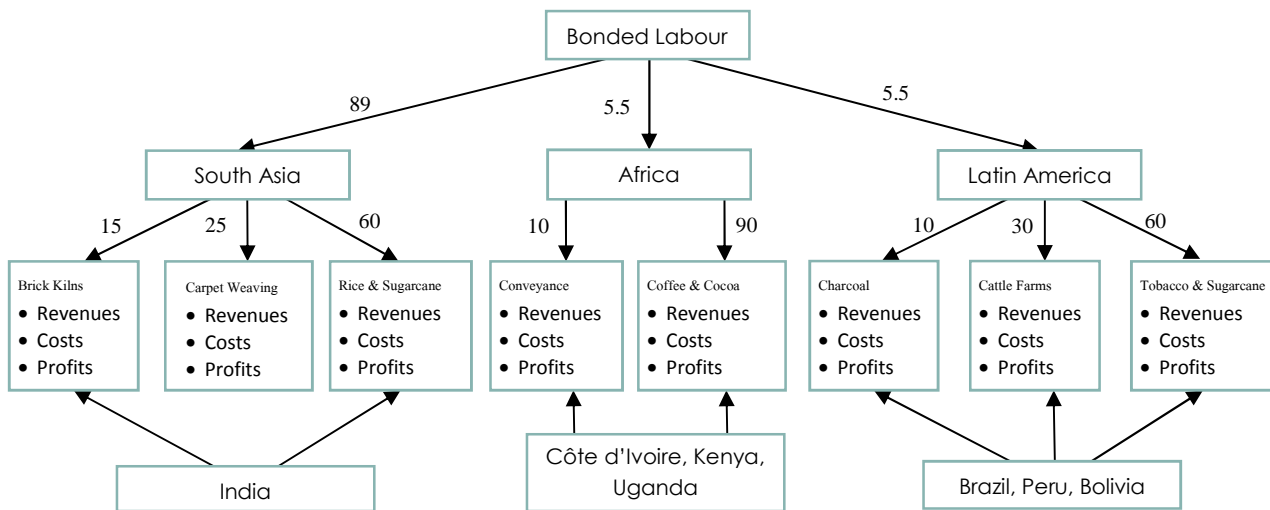 Bonded Labour
89
5.5
5.5
South Asia
Africa
Latin America
15
25
60
10
90
10
30
60
Brick Kilns
• Revenues
• Costs
• Profits
Carpet Weaving
• Revenues
• Costs
• Profits
Rice & Sugarcane
• Revenues
• Costs
• Profits
Conveyance
• Revenues
• Costs
• Profits
Coffee & Cocoa
• Revenues
• Costs
• Profits
Charcoal
• Revenues
• Costs
• Profits
Cattle Farms
• Revenues
• Costs
• Profits
Tobacco & Sugarcane
• Revenues
• Costs
• Profits
India
Côte d’Ivoire, Kenya,
Uganda
Brazil, Peru, Bolivia